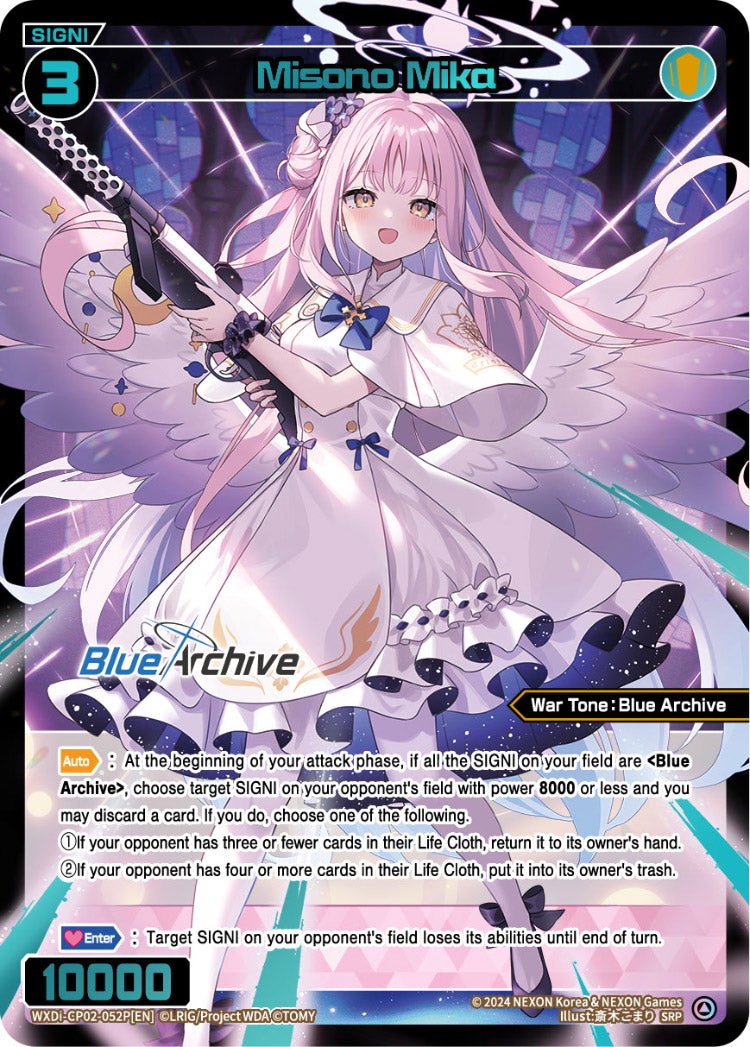 SIGNI
3
Misono Mika
Blue Archive
War Tone:Blue Archive
Auto : At the beginning of your attack phase, if all the SIGNI on your field are <Blue
Archive>, choose target SIGNI on your opponent's field with power 8000 or less and you
may discard a card. If you do, choose one of the following.
①If your opponent has three or fewer cards in their Life Cloth, return it to its owner's hand.
②If your opponent has four or more cards in their Life Cloth, put it into its owner's trash.
Enter : Target SIGNI on your opponent's field loses its abilities until end of turn.
10000
© 2024 NEXON Korea & NEXON Games
WXDi-CP02-052P[EN] ©LRIG/Project WDA ©TOMY
Illust:斎木こまり SRP